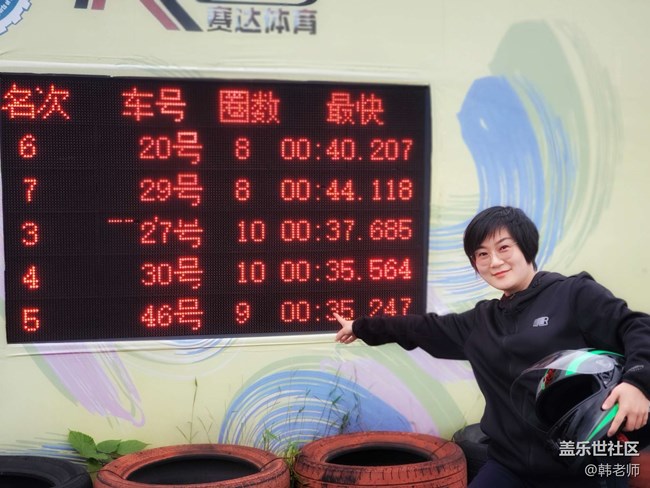 赛达体育
名次 车号 圈数 最快
6 20号 8 00:40.207
7 29号 8 00:44.118
3 27号 10 00:37.685
4 30号 10 00:35.564
5 46号 9 00:35.247
盖乐世社区
@韩老师